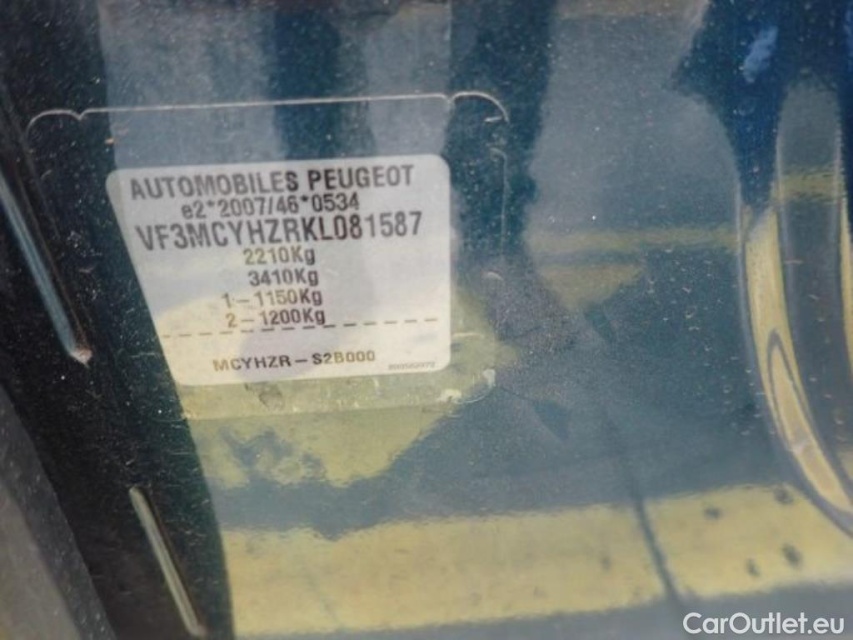 AUTOMOBILES PEUGEOT
e2*2007/46*0534
VF3MCYHZRKL081587
2210Kg
3410Kg
1-1150Kg
2-1200Kg
MCYHZR-S2B000
CarOutlet.eu